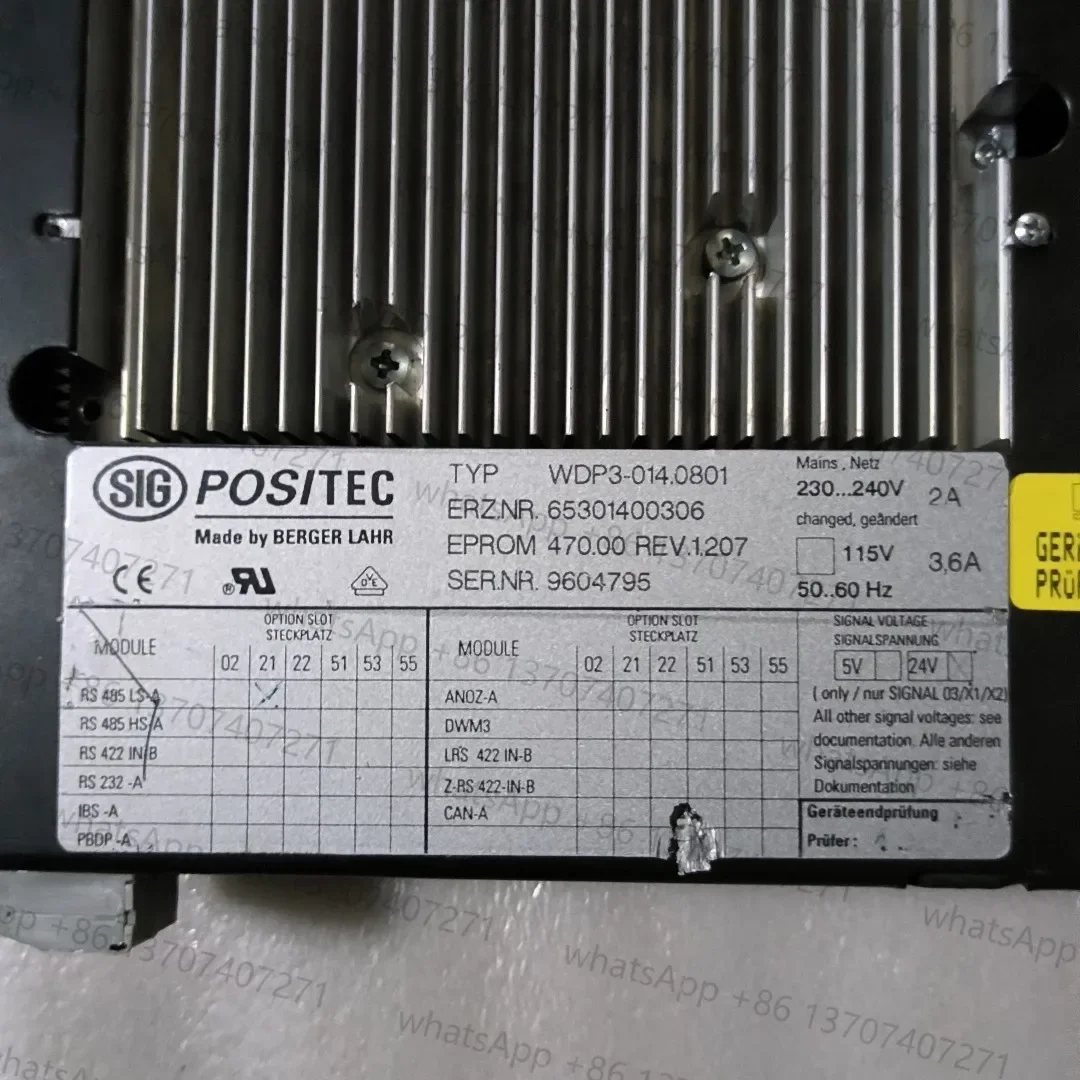 SIG POSITEC
Made by BERGER LAHR
CE
DVE
TYP WDP3-014.0801
ERZ.NR. 65301400306
EPROM 470.00 REV.1.207
SER.NR. 9604795
Mains , Netz
230...240V 2A
changed, geändert
115V 3,6A
50..60 Hz
GER
PRÜ
MODULE
OPTION SLOT
STECKPLATZ
02 21 22 51 53 55
RS 485 LS-A
RS 485 HS/A
RS 422 IN/B
RS 232 -A
IBS -A
PBDP -A
MODULE
OPTION SLOT
STECKPLATZ
02 21 22 51 53 55
ANOZ-A
DWM3
LRS 422 IN-B
Z-RS 422-IN-B
CAN-A
SIGNAL VOLTAGE
SIGNALSPANNUNG
5V 24V
( only / nur SIGNAL 03/X1/X2)
All other signal voltages: see
documentation. Alle anderen
Signalspannungen: siehe
Dokumentation
Geräteendprüfung
Prüfer :
whatsApp +86 13707407271